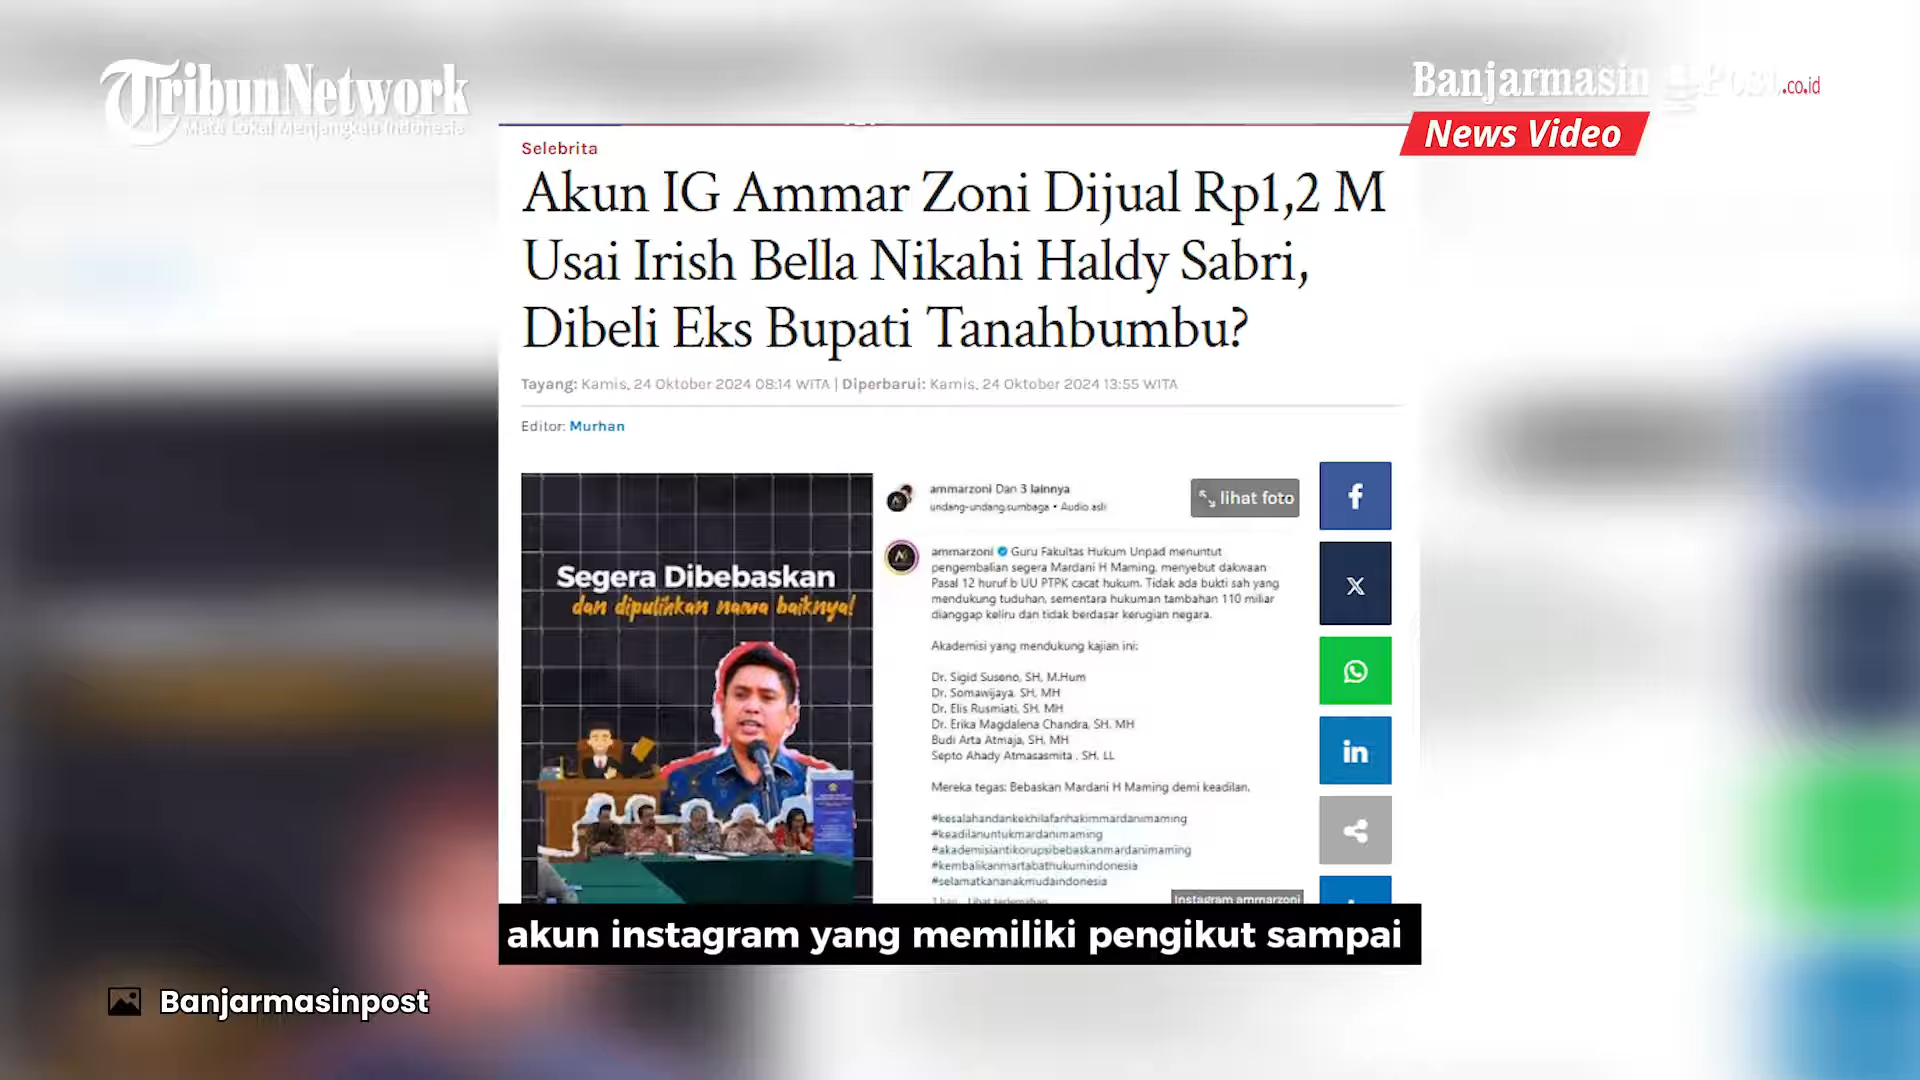 TribunNetwork
Mata Lokal Menjangkau Indonesia
Banjarmasin Post.co.id
News Video
Selebrita
Akun IG Ammar Zoni Dijual Rp1,2 M
Usai Irish Bella Nikahi Haldy Sabri,
Dibeli Eks Bupati Tanahbumbu?
Tayang: Kamis, 24 Oktober 2024 08:14 WITA | Diperbarui: Kamis, 24 Oktober 2024 13:55 WITA
Editor: Murhan
Segera Dibebaskan
dan dipulihkan nama baiknya!
ammarzoni Dan 3 lainnya
undang-undang.sumbaga • Audio asli
lihat foto
ammarzoni Guru Fakultas Hukum Unpad menuntut
pengembalian segera Mardani H Maming, menyebut dakwaan
Pasal 12 huruf b UU PTPK cacat hukum. Tidak ada bukti sah yang
mendukung tuduhan, sementara hukuman tambahan 110 miliar
dianggap keliru dan tidak berdasar kerugian negara.
Akademisi yang mendukung kajian ini:
Dr. Sigid Suseno, SH, M.Hum
Dr. Somawijaya, SH, MH
Dr. Elis Rusmiati, SH, MH
Dr. Erika Magdalena Chandra, SH, MH
Budi Arta Atmaja, SH, MH
Septo Ahady Atmasasmita , SH, LL
Mereka tegas: Bebaskan Mardani H Maming demi keadilan.
#kesalahandankekhilafanhakimmardanimaming
#keadilanuntukmardanimaming
#akademisiantikorupsibebaskanmardanimaming
#kembalikanmartabathukumindonesia
#selamatkananakmudaindonesia
Instagram ammarzoni
akun instagram yang memiliki pengikut sampai
Banjarmasinpost